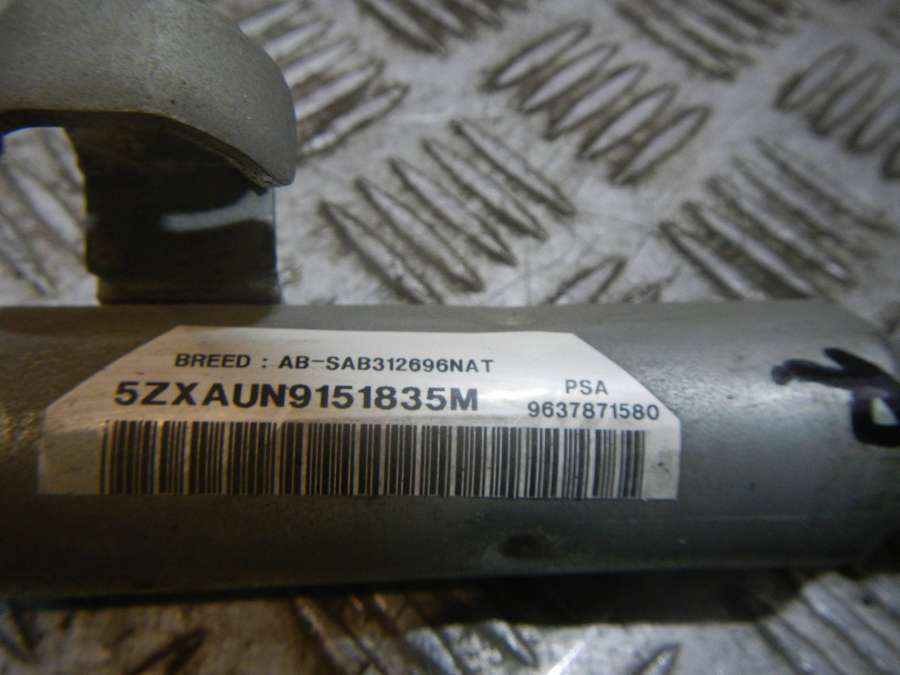 BREED : AB-SAB312696NAT
5ZXAUN9151835M
PSA
9637871580